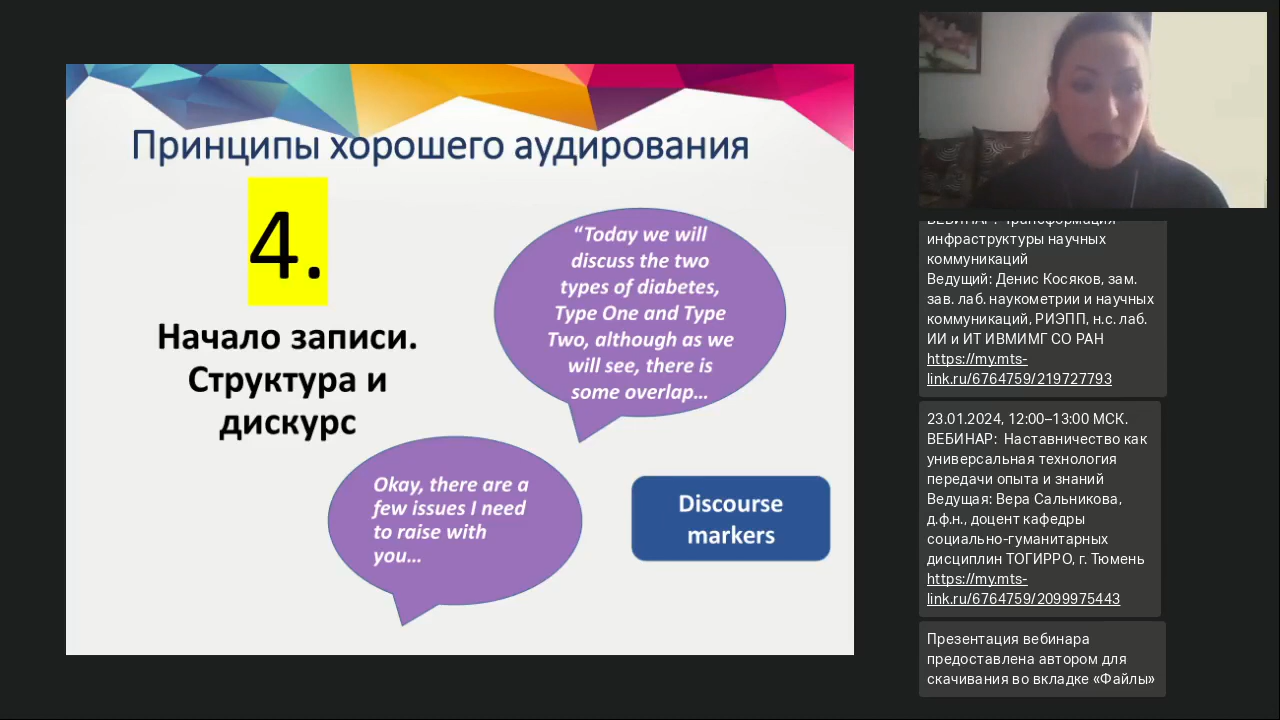 Принципы хорошего аудирования
4.
Начало записи.
Структура и
дискурс
“Today we will
discuss the two
types of diabetes,
Type One and Type
Two, although as we
will see, there is
some overlap...
Okay, there are a
few issues I need
to raise with
you...
Discourse
markers
ВЕБИНАР: Трансформация
инфраструктуры научных
коммуникаций
Ведущий: Денис Косяков, зам.
зав. лаб. наукометрии и научных
коммуникаций, РИЭПП, н.с. лаб.
ИИ и ИТ ИВМИМГ СО РАН
https://my.mts-
link.ru/6764759/219727793
23.01.2024, 12:00–13:00 МСК.
ВЕБИНАР: Наставничество как
универсальная технология
передачи опыта и знаний
Ведущая: Вера Сальникова,
д.ф.н., доцент кафедры
социально-гуманитарных
дисциплин ТОГИРРО, г. Тюмень
https://my.mts-
link.ru/6764759/2099975443
Презентация вебинара
предоставлена автором для
скачивания во вкладке «Файлы»